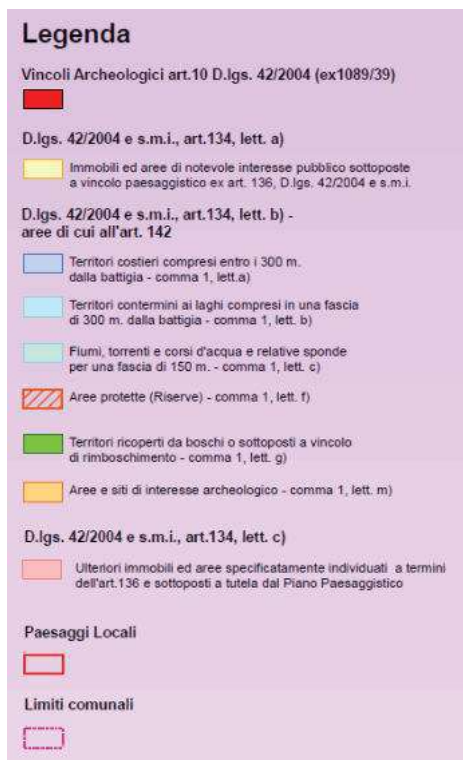 Legenda
Vincoli Archeologici art.10 D.lgs. 42/2004 (ex1089/39)
D.lgs. 42/2004 e s.m.i., art.134, lett. a)
Immobili ed aree di notevole interesse pubblico sottoposte
a vincolo paesaggistico ex art. 136, D.lgs. 42/2004 e s.m.i.
D.lgs. 42/2004 e s.m.i., art.134, lett. b) -
aree di cui all'art. 142
Territori costieri compresi entro i 300 m.
dalla battigia - comma 1, lett.a)
Territori contermini ai laghi compresi in una fascia
di 300 m. dalla battigia - comma 1, lett. b)
Fiumi, torrenti e corsi d'acqua e relative sponde
per una fascia di 150 m. - comma 1, lett. c)
Aree protette (Riserve) - comma 1, lett. f)
Territori ricoperti da boschi o sottoposti a vincolo
di rimboschimento - comma 1, lett. g)
Aree e siti di interesse archeologico - comma 1, lett. m)
D.lgs. 42/2004 e s.m.i., art.134, lett. c)
Ulteriori immobili ed aree specificatamente individuati a termini
dell'art.136 e sottoposti a tutela dal Piano Paesaggistico
Paesaggi Locali
Limiti comunali